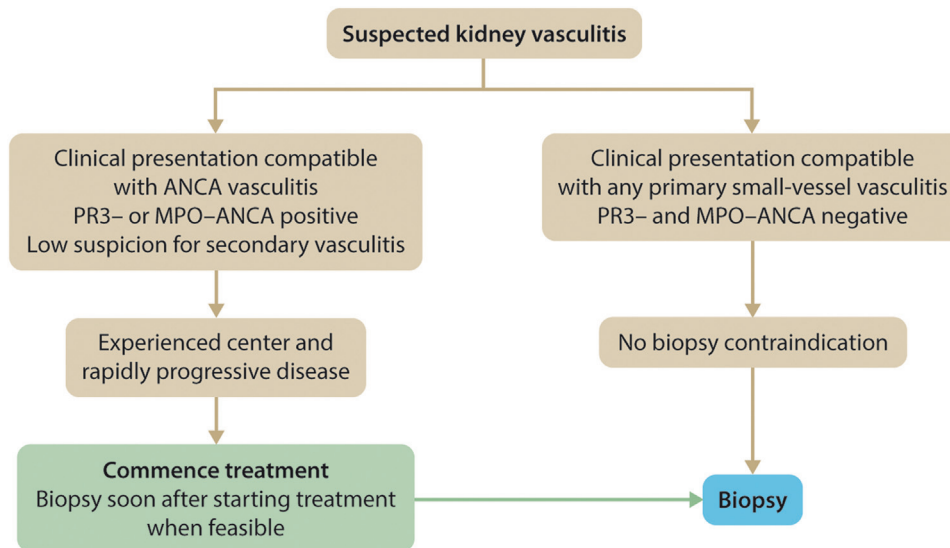 Suspected kidney vasculitis
Clinical presentation compatible
with ANCA vasculitis
PR3– or MPO–ANCA positive
Low suspicion for secondary vasculitis
Clinical presentation compatible
with any primary small-vessel vasculitis
PR3– and MPO–ANCA negative
Experienced center and
rapidly progressive disease
No biopsy contraindication
Commence treatment
Biopsy soon after starting treatment
when feasible
Biopsy